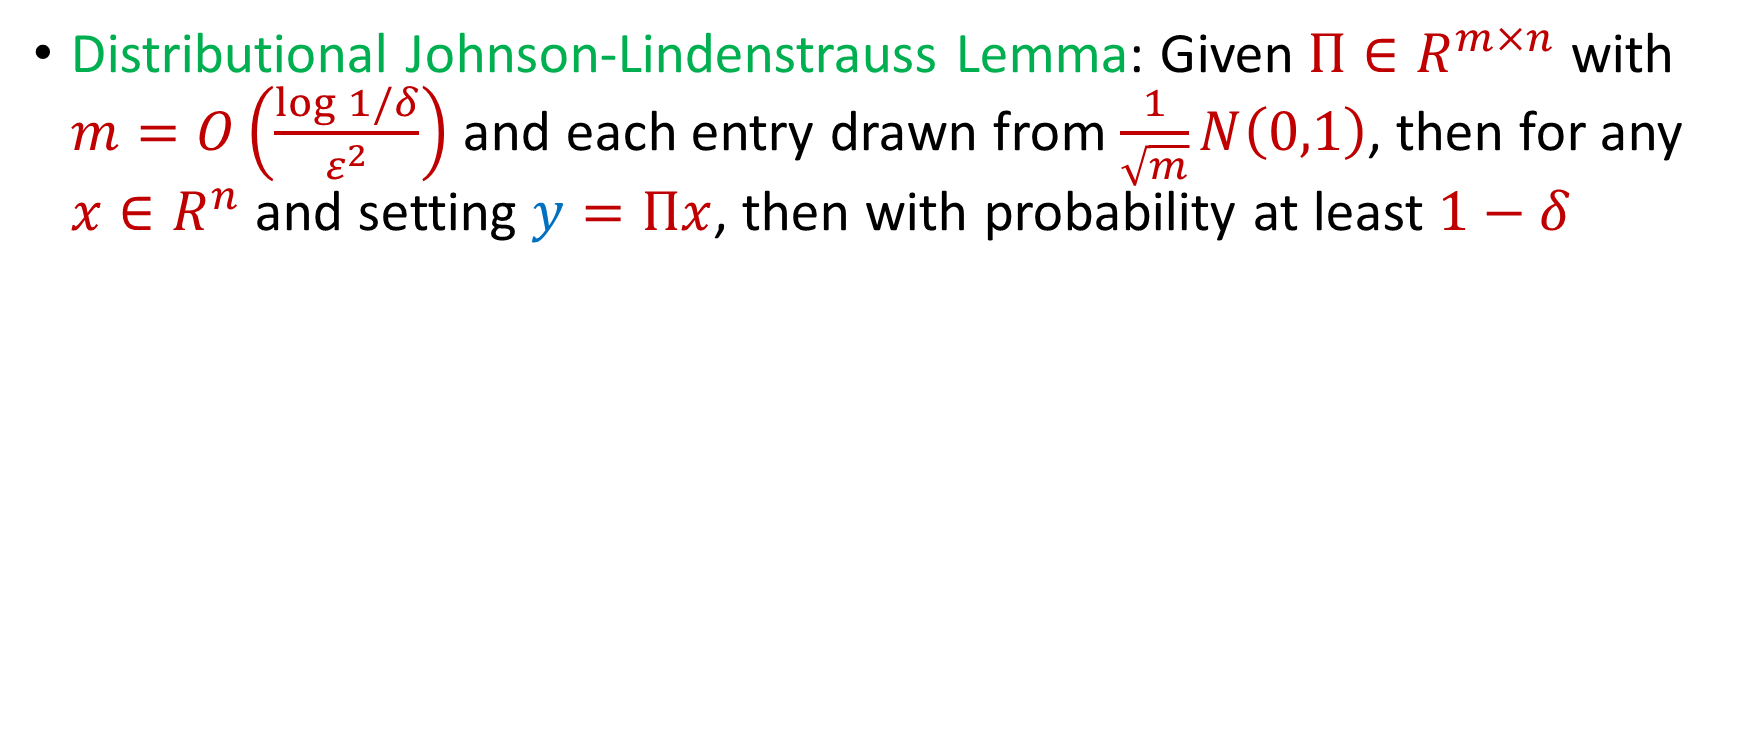 • Distributional Johnson-Lindenstrauss Lemma: Given Π ∈ R^{m×n} with
m = O(log 1/δ / ε²) and each entry drawn from 1/√m N(0,1), then for any
x ∈ Rⁿ and setting y = Πx, then with probability at least 1 − δ